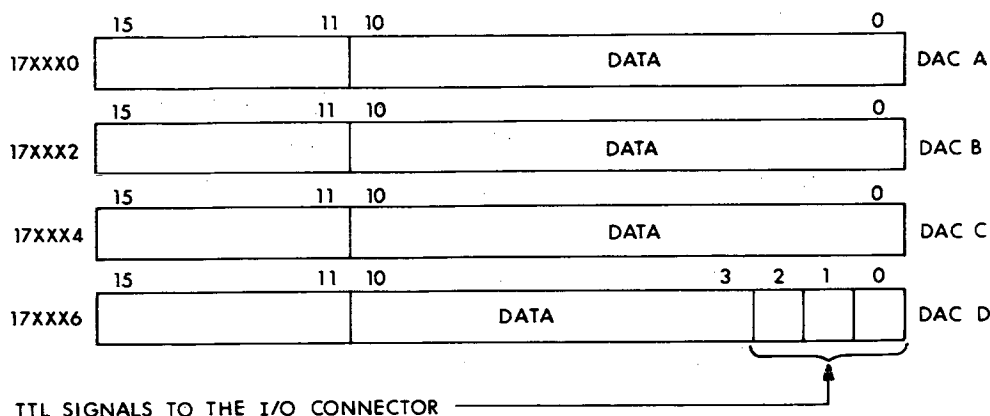 15 11 10 0
17XXX0 DATA DAC A
15 11 10 0
17XXX2 DATA DAC B
15 11 10 0
17XXX4 DATA DAC C
15 11 10 3 2 1 0
17XXX6 DATA DAC D
TTL SIGNALS TO THE I/O CONNECTOR